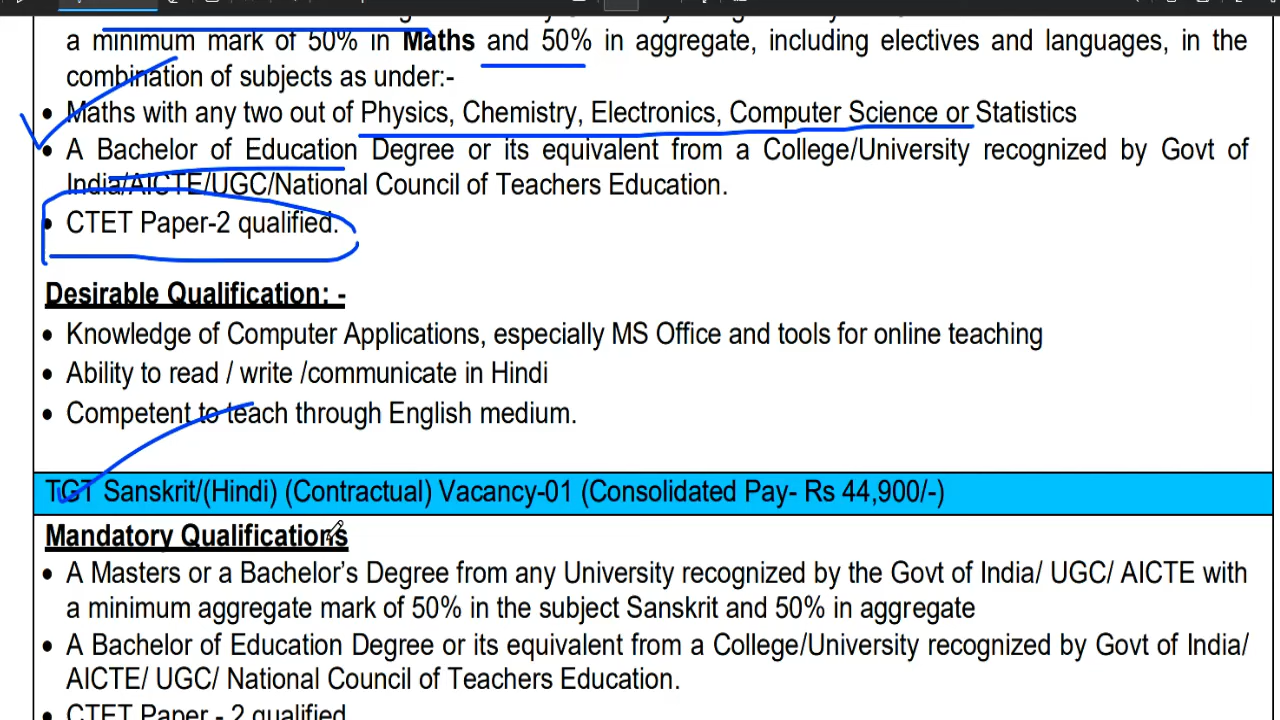 a minimum mark of 50% in Maths and 50% in aggregate, including electives and languages, in the
combination of subjects as under:-
• Maths with any two out of Physics, Chemistry, Electronics, Computer Science or Statistics
• A Bachelor of Education Degree or its equivalent from a College/University recognized by Govt of
India/AICTE/UGC/National Council of Teachers Education.
• CTET Paper-2 qualified.
Desirable Qualification: -
• Knowledge of Computer Applications, especially MS Office and tools for online teaching
• Ability to read / write /communicate in Hindi
• Competent to teach through English medium.
TGT Sanskrit/(Hindi) (Contractual) Vacancy-01 (Consolidated Pay- Rs 44,900/-)
Mandatory Qualifications
• A Masters or a Bachelor's Degree from any University recognized by the Govt of India/ UGC/ AICTE with
a minimum aggregate mark of 50% in the subject Sanskrit and 50% in aggregate
• A Bachelor of Education Degree or its equivalent from a College/University recognized by Govt of India/
AICTE/ UGC/ National Council of Teachers Education.
• CTET Paper - 2 qualified